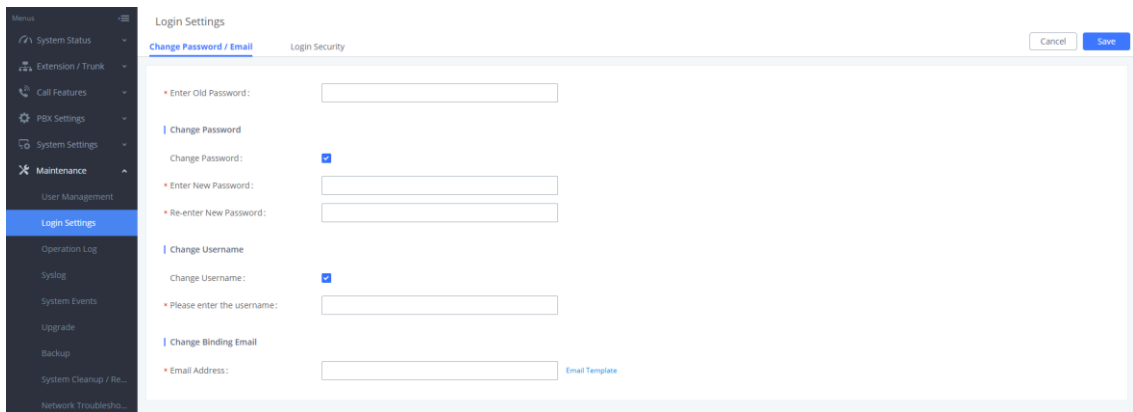 Menus
System Status
Extension / Trunk
Call Features
PBX Settings
System Settings
Maintenance
User Management
Login Settings
Operation Log
Syslog
System Events
Upgrade
Backup
System Cleanup / Re...
Network Troublesho...
Login Settings
Change Password / Email
Login Security
Cancel
Save
* Enter Old Password:
Change Password
Change Password:
* Enter New Password:
* Re-enter New Password:
Change Username
Change Username:
* Please enter the username:
Change Binding Email
* Email Address:
Email Template